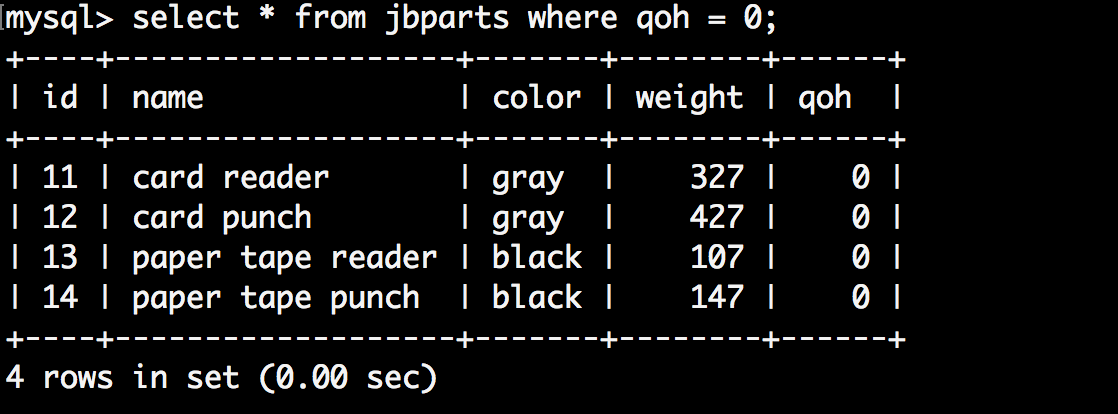 mysql> select * from jbparts where qoh = 0;
+----+-------------------+-------+--------+------+
| id | name              | color | weight | qoh  |
+----+-------------------+-------+--------+------+
| 11 | card reader       | gray  |    327 |    0 |
| 12 | card punch        | gray  |    427 |    0 |
| 13 | paper tape reader | black |    107 |    0 |
| 14 | paper tape punch  | black |    147 |    0 |
+----+-------------------+-------+--------+------+
4 rows in set (0.00 sec)